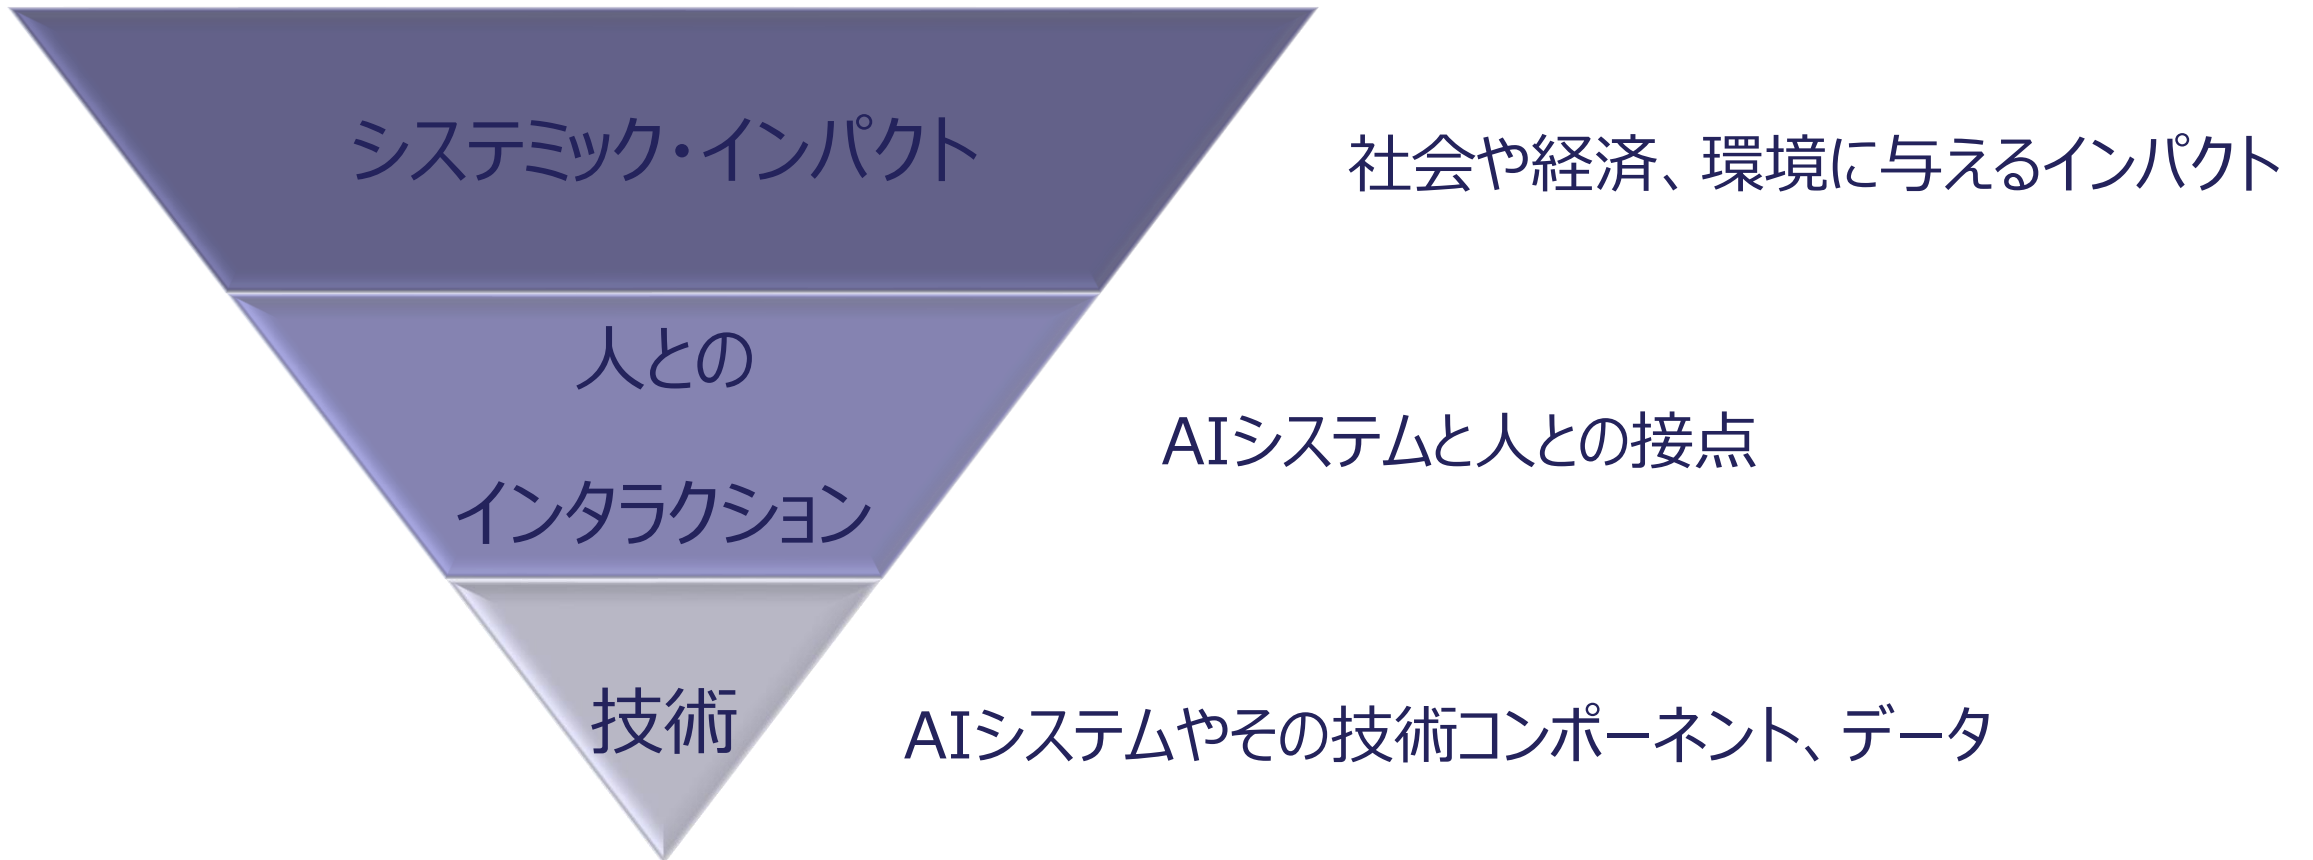 システミック・インパクト
社会や経済、環境に与えるインパクト
人との
インタラクション
AIシステムと人との接点
技術
AIシステムやその技術コンポーネント、データ